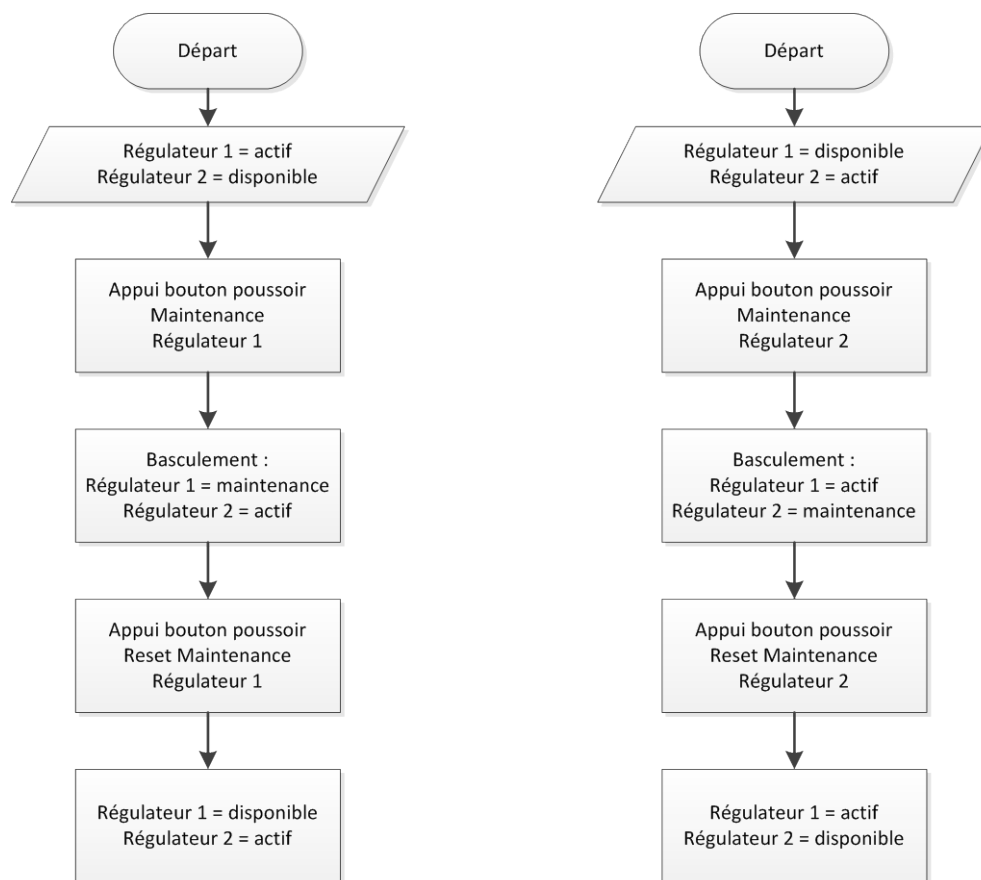 Départ
Régulateur 1 = actif
Régulateur 2 = disponible
Appui bouton poussoir
Maintenance
Régulateur 1
Basculement :
Régulateur 1 = maintenance
Régulateur 2 = actif
Appui bouton poussoir
Reset Maintenance
Régulateur 1
Régulateur 1 = disponible
Régulateur 2 = actif
Départ
Régulateur 1 = disponible
Régulateur 2 = actif
Appui bouton poussoir
Maintenance
Régulateur 2
Basculement :
Régulateur 1 = actif
Régulateur 2 = maintenance
Appui bouton poussoir
Reset Maintenance
Régulateur 2
Régulateur 1 = actif
Régulateur 2 = disponible